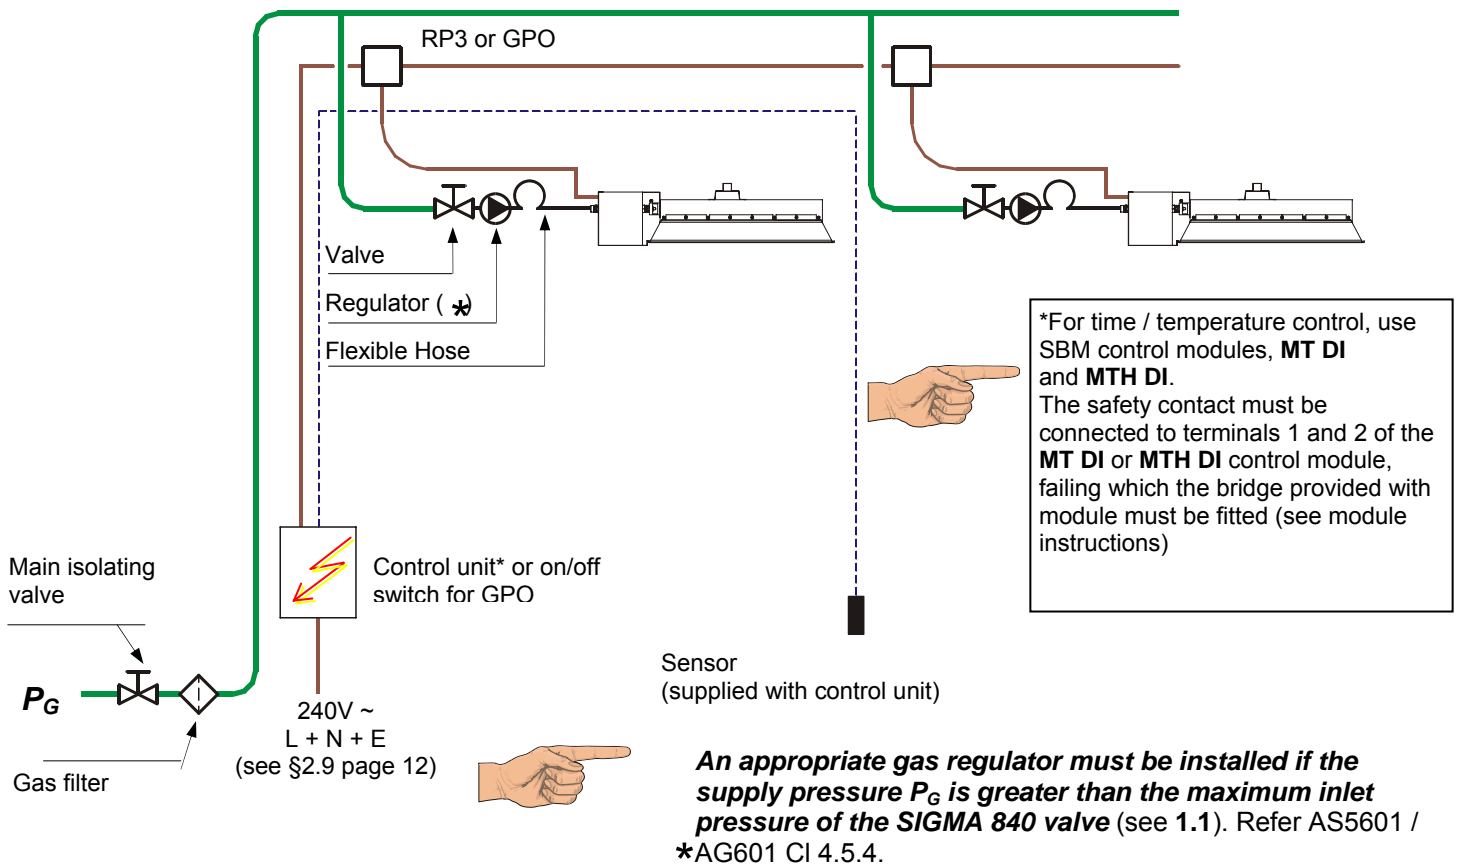 RP3 or GPO
Valve
Regulator ( * )
Flexible Hose
*For time / temperature control, use
SBM control modules, MT DI
and MTH DI.
The safety contact must be
connected to terminals 1 and 2 of the
MT DI or MTH DI control module,
failing which the bridge provided with
module must be fitted (see module
instructions)
Main isolating
valve
Control unit* or on/off
switch for GPO
PG
Gas filter
240V ~
L + N + E
(see §2.9 page 12)
Sensor
(supplied with control unit)
An appropriate gas regulator must be installed if the
supply pressure PG is greater than the maximum inlet
pressure of the SIGMA 840 valve (see 1.1). Refer AS5601 /
*AG601 Cl 4.5.4.